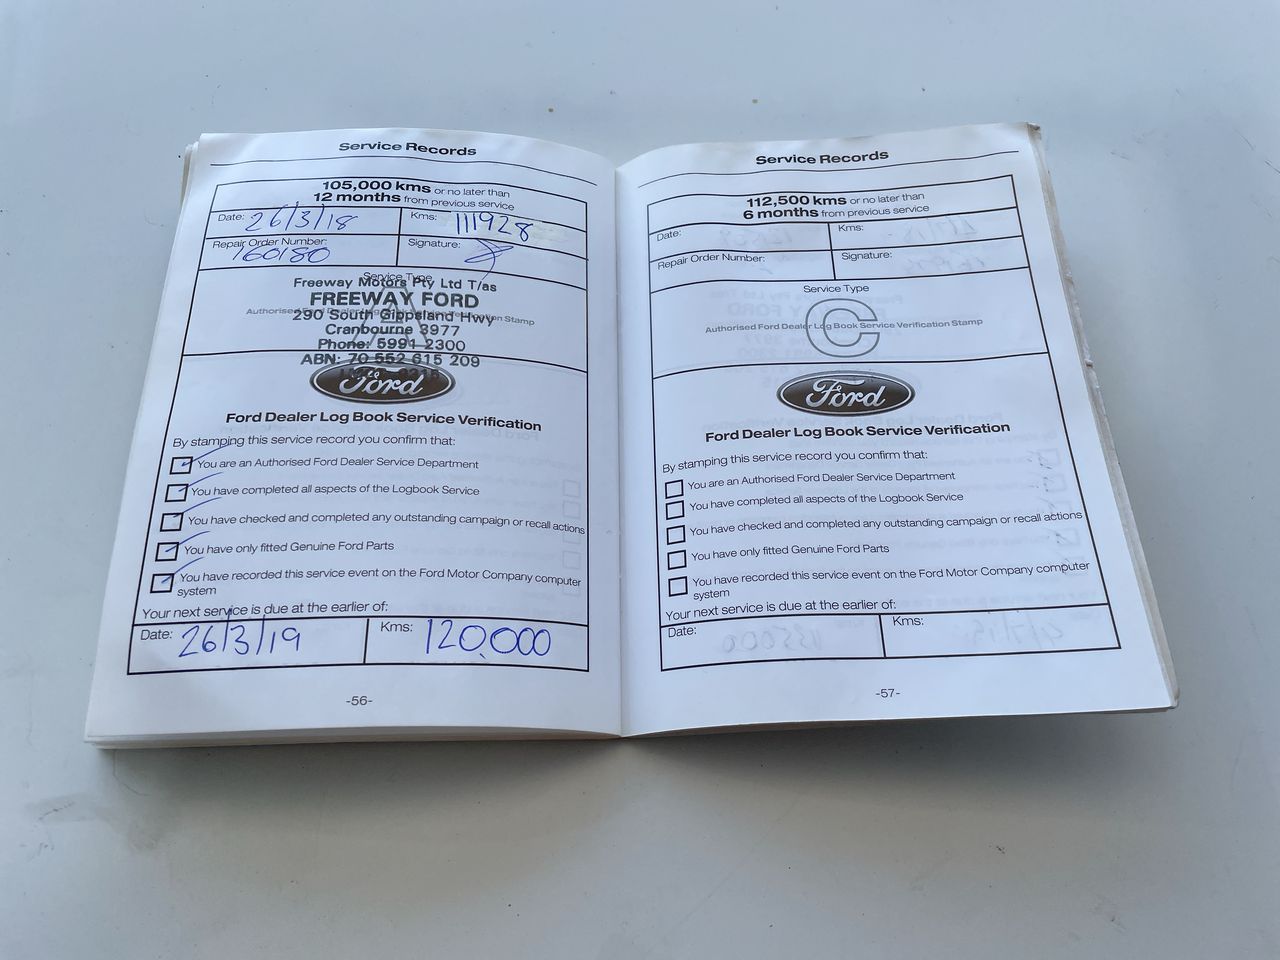 Service Records
105,000 kms or no later than
12 months from previous service
Date: 26/3/18
Kms: 111928
Repair Order Number: 160180
Signature:
Service Type
Authorised Ford Dealer Log Book Service Verification Stamp
Freeway Motors Pty Ltd T/as
FREEWAY FORD
290 South Gippsland Hwy
Cranbourne 3977
Phone: 5991 2300
ABN: 70 552 615 209
Ford
Ford Dealer Log Book Service Verification
By stamping this service record you confirm that:
You are an Authorised Ford Dealer Service Department
You have completed all aspects of the Logbook Service
You have checked and completed any outstanding campaign or recall actions
You have only fitted Genuine Ford Parts
You have recorded this service event on the Ford Motor Company computer
system
Your next service is due at the earlier of:
Date: 26/3/19
Kms: 120,000
-56-
Service Records
112,500 kms or no later than
6 months from previous service
Date:
Kms:
Repair Order Number:
Signature:
Service Type
C
Authorised Ford Dealer Log Book Service Verification Stamp
Ford
Ford Dealer Log Book Service Verification
By stamping this service record you confirm that:
You are an Authorised Ford Dealer Service Department
You have completed all aspects of the Logbook Service
You have checked and completed any outstanding campaign or recall actions
You have only fitted Genuine Ford Parts
You have recorded this service event on the Ford Motor Company computer
system
Your next service is due at the earlier of:
Date:
Kms:
-57-